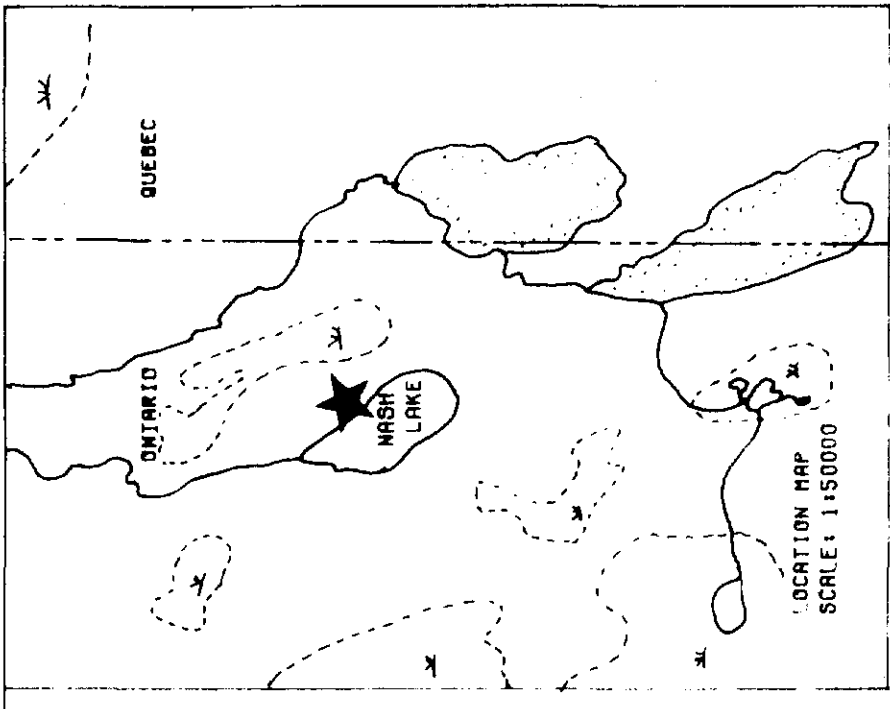 QUEBEC
ONTARIO
NASH
LAKE
LOCATION MAP
SCALE: 1:50000